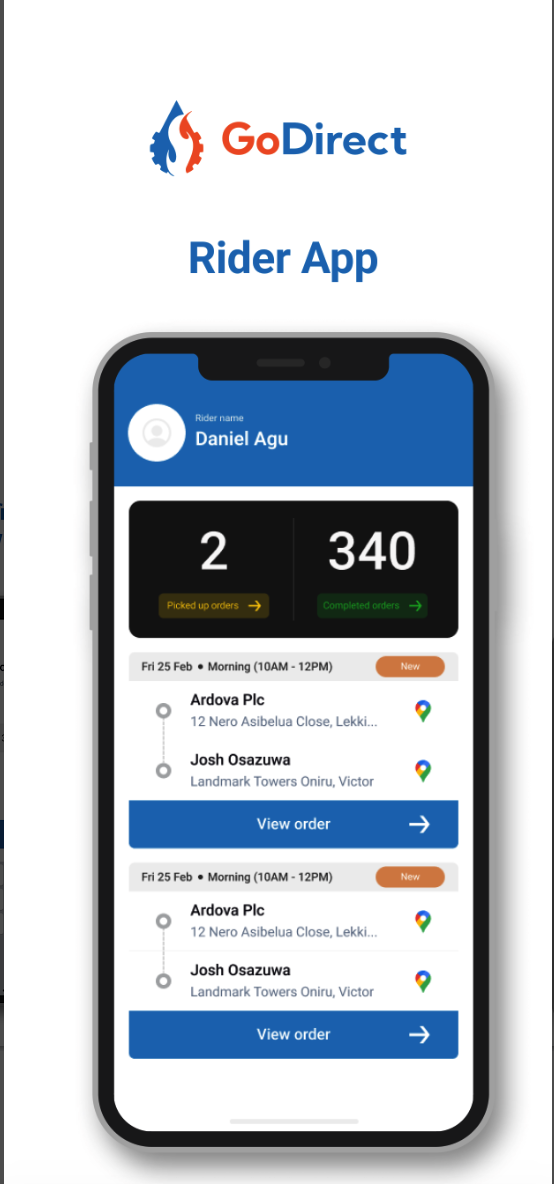 GoDirect
Rider App
Rider name
Daniel Agu
2
340
Picked up orders
Completed orders
Fri 25 Feb • Morning (10AM - 12PM)
New
Ardova Plc
12 Nero Asibelua Close, Lekki...
Josh Osazuwa
Landmark Towers Oniru, Victor
View order
Fri 25 Feb • Morning (10AM - 12PM)
New
Ardova Plc
12 Nero Asibelua Close, Lekki...
Josh Osazuwa
Landmark Towers Oniru, Victor
View order